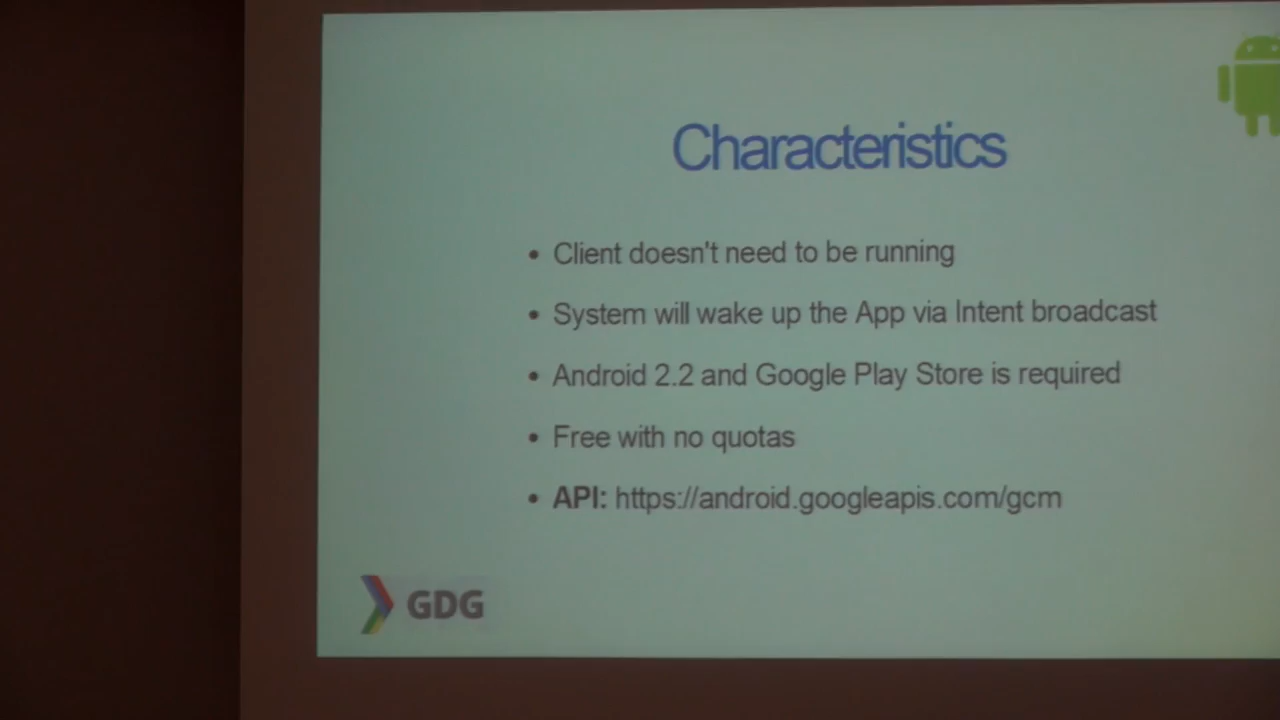 Characteristics
• Client doesn't need to be running
• System will wake up the App via Intent broadcast
• Android 2.2 and Google Play Store is required
• Free with no quotas
• API: https://android.googleapis.com/gcm
GDG